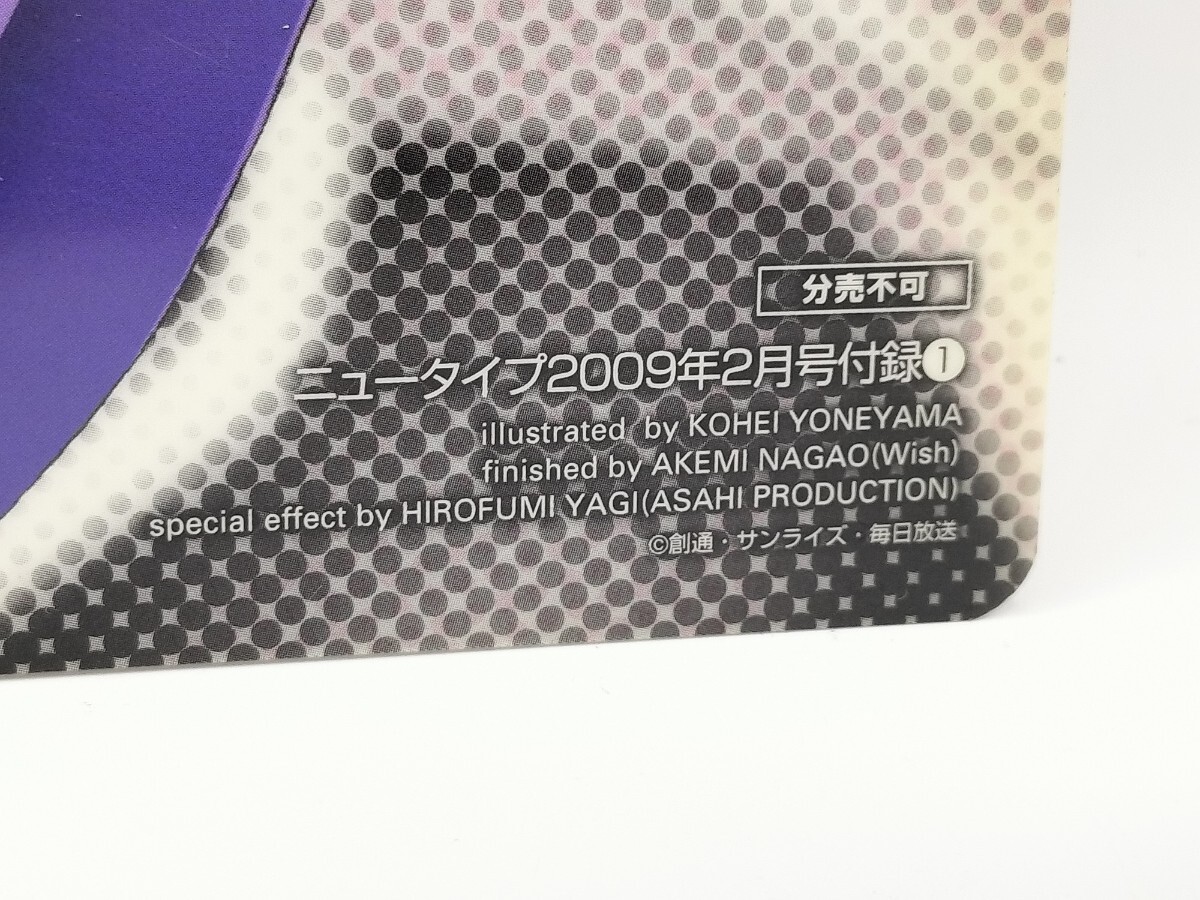 分売不可
ニュータイプ2009年2月号付録❶
illustrated by KOHEI YONEYAMA
finished by AKEMI NAGAO(Wish)
special effect by HIROFUMI YAGI(ASAHI PRODUCTION)
©創通・サンライズ・毎日放送